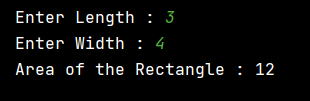 Enter Length : 3
Enter Width : 4
Area of the Rectangle : 12